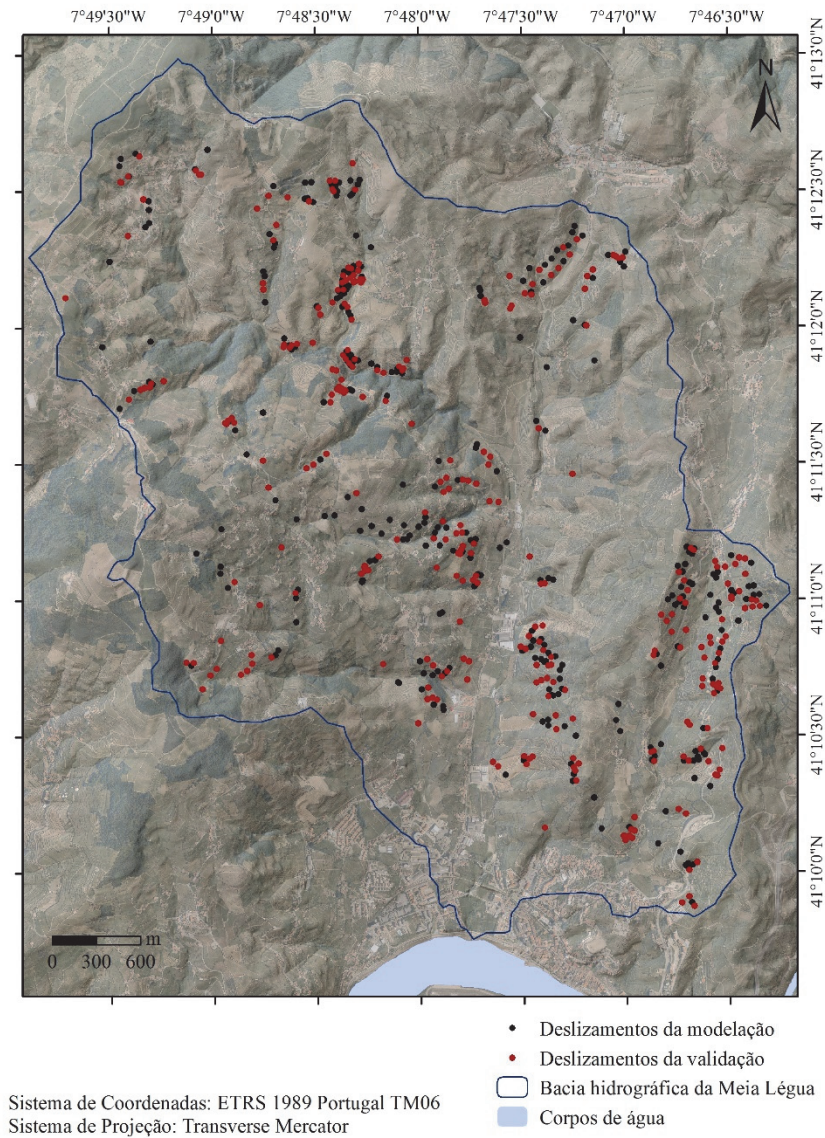 7°49'30"W 7°49'0"W 7°48'30"W 7°48'0"W 7°47'30"W 7°47'0"W 7°46'30"W
41°13'0"N
N
41°12'30"N
41°12'0"N
41°11'30"N
41°11'0"N
41°10'30"N
41°10'0"N
m
0 300 600
Deslizamentos da modelação
Deslizamentos da validação
Bacia hidrográfica da Meia Légua
Corpos de água
Sistema de Coordenadas: ETRS 1989 Portugal TM06
Sistema de Projeção: Transverse Mercator